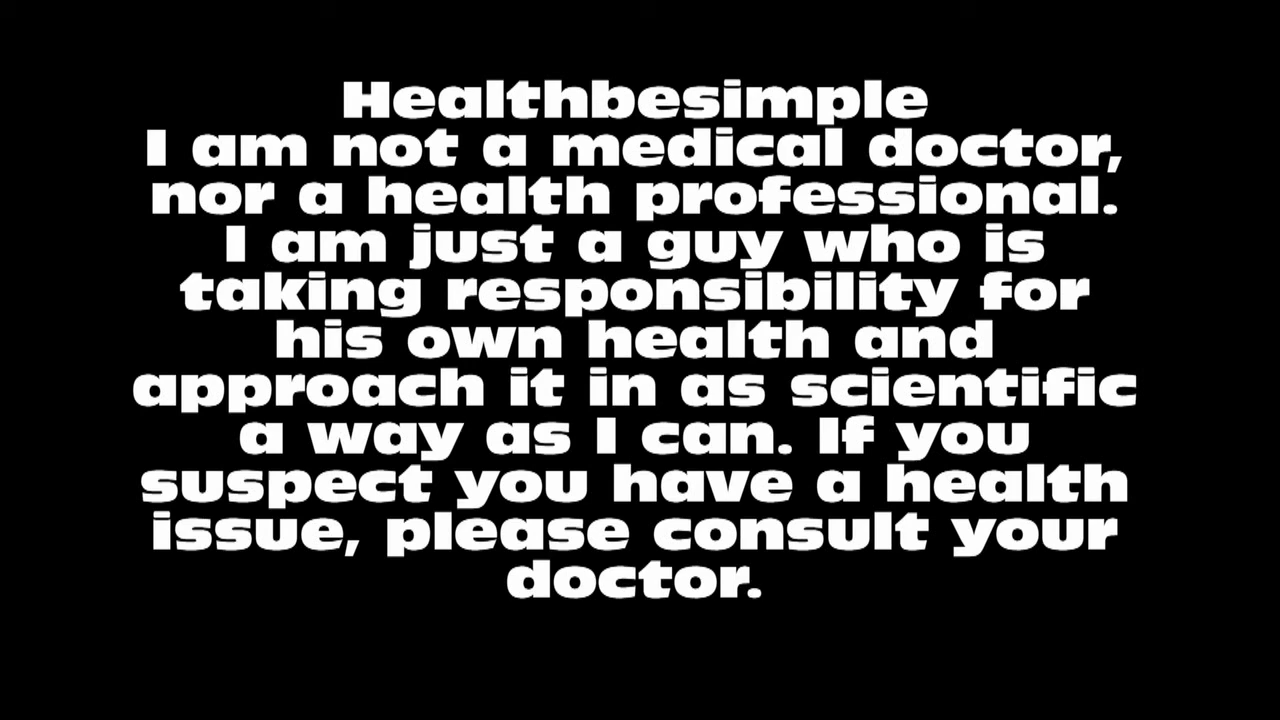 Healthbesimple
I am not a medical doctor,
nor a health professional.
I am just a guy who is
taking responsibility for
his own health and
approach it in as scientific
a way as I can. If you
suspect you have a health
issue, please consult your
doctor.